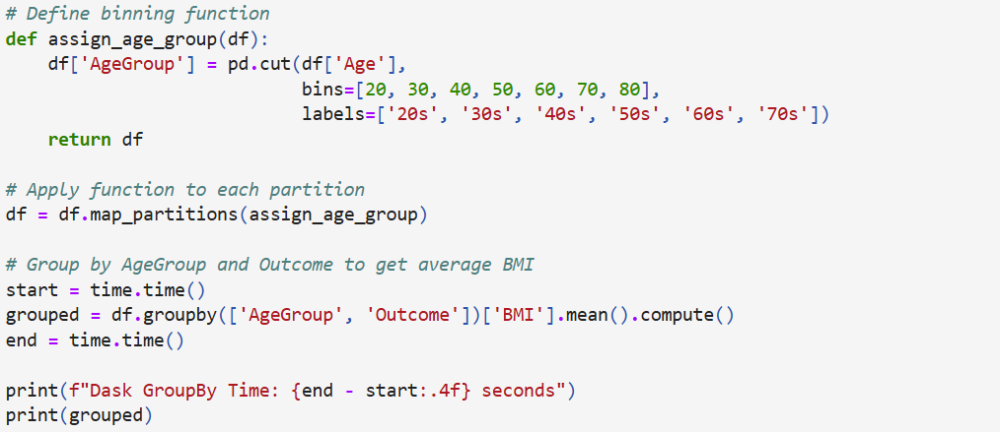 # Define binning function
def assign_age_group(df):
    df['AgeGroup'] = pd.cut(df['Age'],
                            bins=[20, 30, 40, 50, 60, 70, 80],
                            labels=['20s', '30s', '40s', '50s', '60s', '70s'])
    return df

# Apply function to each partition
df = df.map_partitions(assign_age_group)

# Group by AgeGroup and Outcome to get average BMI
start = time.time()
grouped = df.groupby(['AgeGroup', 'Outcome'])['BMI'].mean().compute()
end = time.time()

print(f"Dask GroupBy Time: {end - start:.4f} seconds")
print(grouped)